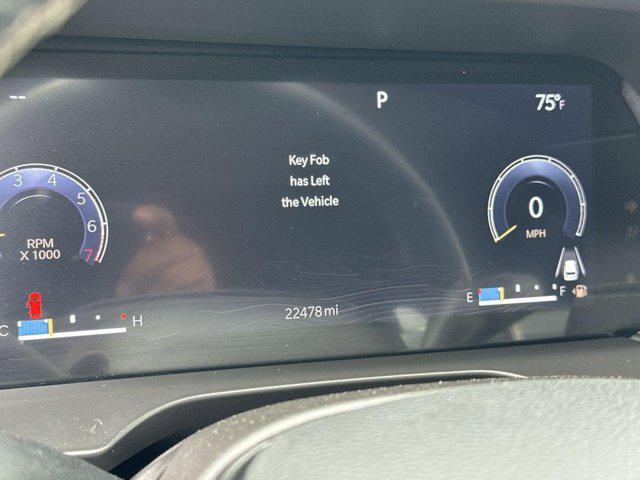 --
P
75°F
Key Fob
has Left
the Vehicle
3 4 5 6 7
RPM
X 1000
0
MPH
C H
22478 mi
E F